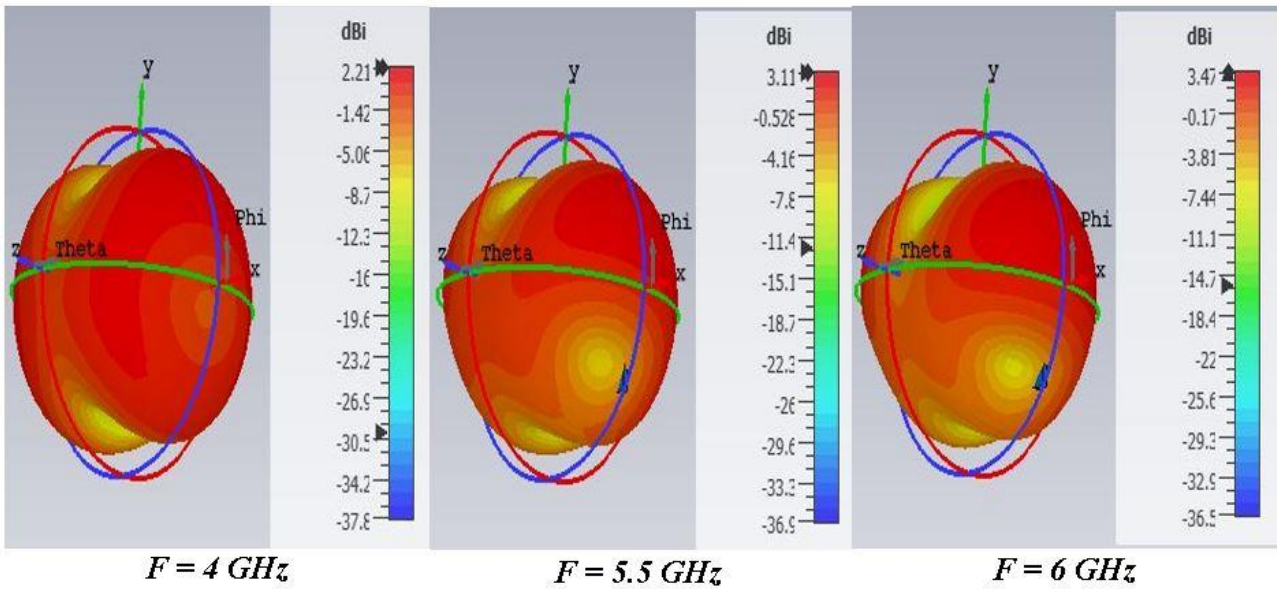 dBi
2.21
-1.42
-5.06
-8.7
-12.3
-16
-19.6
-23.2
-26.9
-30.5
-34.2
-37.8
y
Phi
z Theta
x
F = 4 GHz
dBi
3.11
-0.528
-4.16
-7.8
-11.4
-15.1
-18.7
-22.3
-26
-29.6
-33.3
-36.9
y
Phi
z Theta
x
F = 5.5 GHz
dBi
3.47
-0.17
-3.81
-7.44
-11.1
-14.7
-18.4
-22
-25.6
-29.3
-32.9
-36.5
y
Phi
z Theta
x
F = 6 GHz